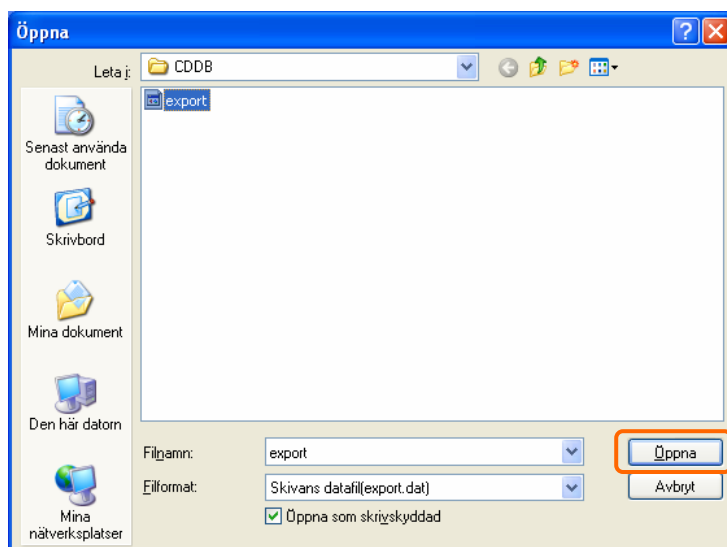 Öppna
Leta i:
CDDB
export
Senast använda
dokument
Skrivbord
Mina dokument
Den här datorn
Mina
nätverksplatser
Filnamn:
export
Öppna
Filformat:
Skivans datafil(export.dat)
Avbryt
Öppna som skrivskyddad